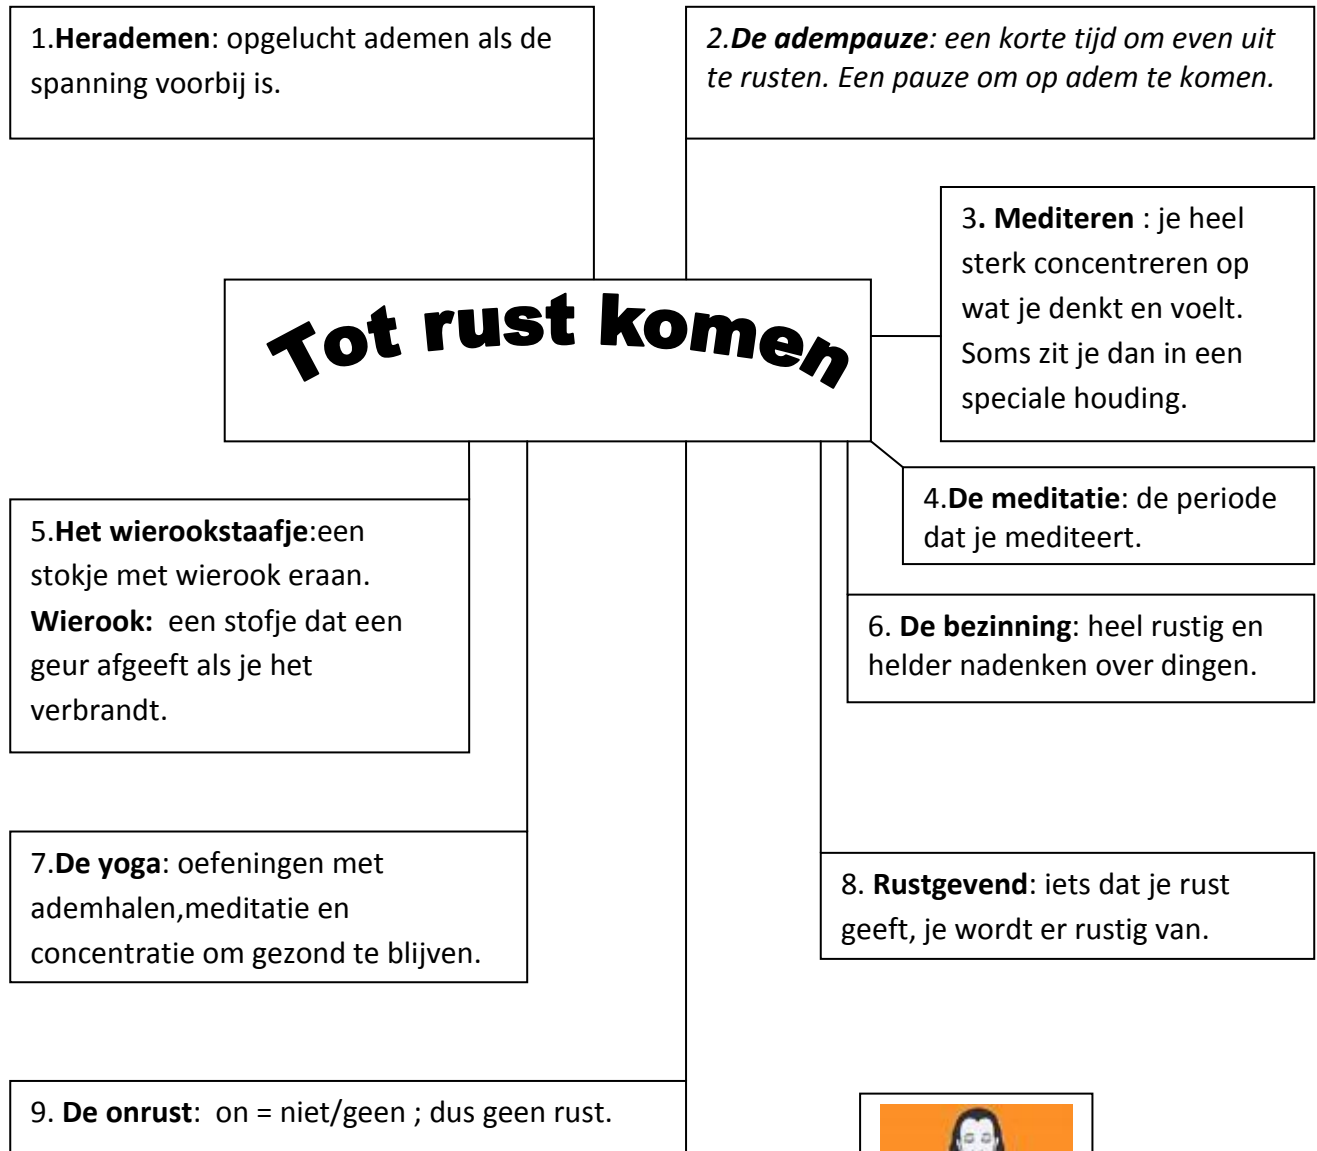 1.Herademen: opgelucht ademen als de
spanning voorbij is.
2.De adempauze: een korte tijd om even uit
te rusten. Een pauze om op adem te komen.
3. Mediteren : je heel
sterk concentreren op
wat je denkt en voelt.
Soms zit je dan in een
speciale houding.
Tot rust komen
4.De meditatie: de periode
dat je mediteert.
5.Het wierookstaafje:een
stokje met wierook eraan.
Wierook: een stofje dat een
geur afgeeft als je het
verbrandt.
6. De bezinning: heel rustig en
helder nadenken over dingen.
7.De yoga: oefeningen met
ademhalen,meditatie en
concentratie om gezond te blijven.
8. Rustgevend: iets dat je rust
geeft, je wordt er rustig van.
9. De onrust: on = niet/geen ; dus geen rust.